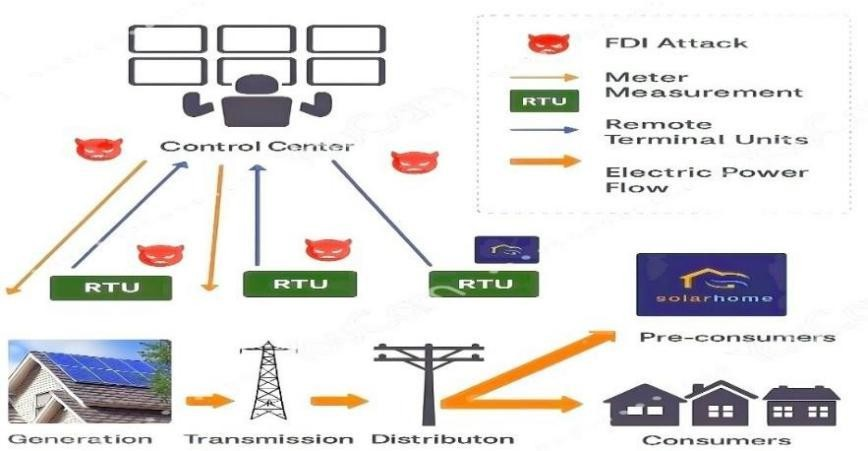 FDI Attack
Meter
Measurement
RTU
Remote
Terminal Units
Electric Power
Flow
Control Center
RTU
RTU
RTU
solarhome
Pre-consumers
Generation
Transmission
Distributon
Consumers